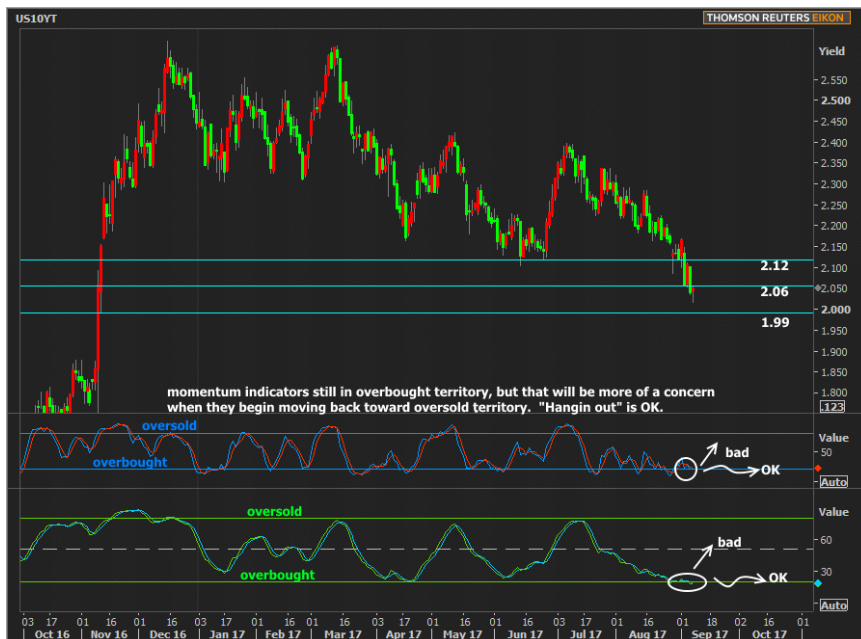 US10YT
THOMSON REUTERS EIKON
Yield
2.550
2.500
2.450
2.400
2.350
2.300
2.250
2.200
2.150
2.12
2.100
2.06
2.050
2.000
1.99
1.950
1.900
1.850
1.800
momentum indicators still in overbought territory, but that will be more of a concern
when they begin moving back toward oversold territory. "Hangin out" is OK.
.123
oversold
Value
50
bad
overbought
OK
Auto
oversold
Value
60
bad
30
overbought
OK
Auto
03 17 01 16 01 16 03 17 01 16 01 16 03 17 01 16 01 16 03 17 01 16 01 18 02 16 01
Oct 16 Nov 16 Dec 16 Jan 17 Feb 17 Mar 17 Apr 17 May 17 Jun 17 Jul 17 Aug 17 Sep 17 Oct 17